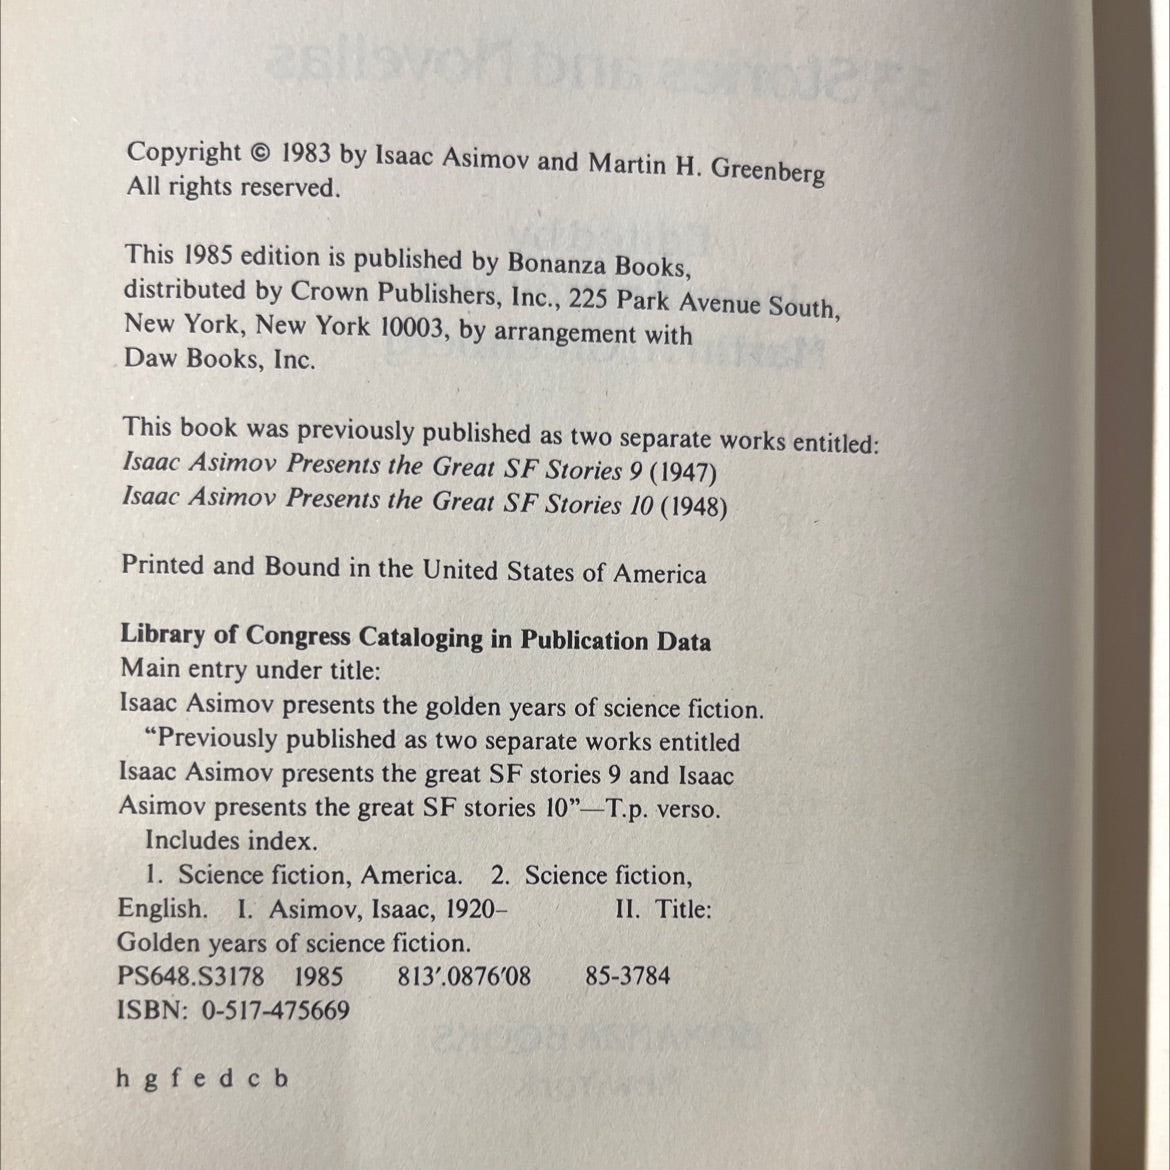 Copyright © 1983 by Isaac Asimov and Martin H. Greenberg
All rights reserved.
This 1985 edition is published by Bonanza Books,
distributed by Crown Publishers, Inc., 225 Park Avenue South,
New York, New York 10003, by arrangement with
Daw Books, Inc.
This book was previously published as two separate works entitled:
Isaac Asimov Presents the Great SF Stories 9 (1947)
Isaac Asimov Presents the Great SF Stories 10 (1948)
Printed and Bound in the United States of America
Library of Congress Cataloging in Publication Data
Main entry under title:
Isaac Asimov presents the golden years of science fiction.
“Previously published as two separate works entitled
Isaac Asimov presents the great SF stories 9 and Isaac
Asimov presents the great SF stories 10”—T.p. verso.
Includes index.
1. Science fiction, America. 2. Science fiction,
English. I. Asimov, Isaac, 1920– II. Title:
Golden years of science fiction.
PS648.S3178 1985 813′.0876′08 85-3784
ISBN: 0-517-475669
h g f e d c b